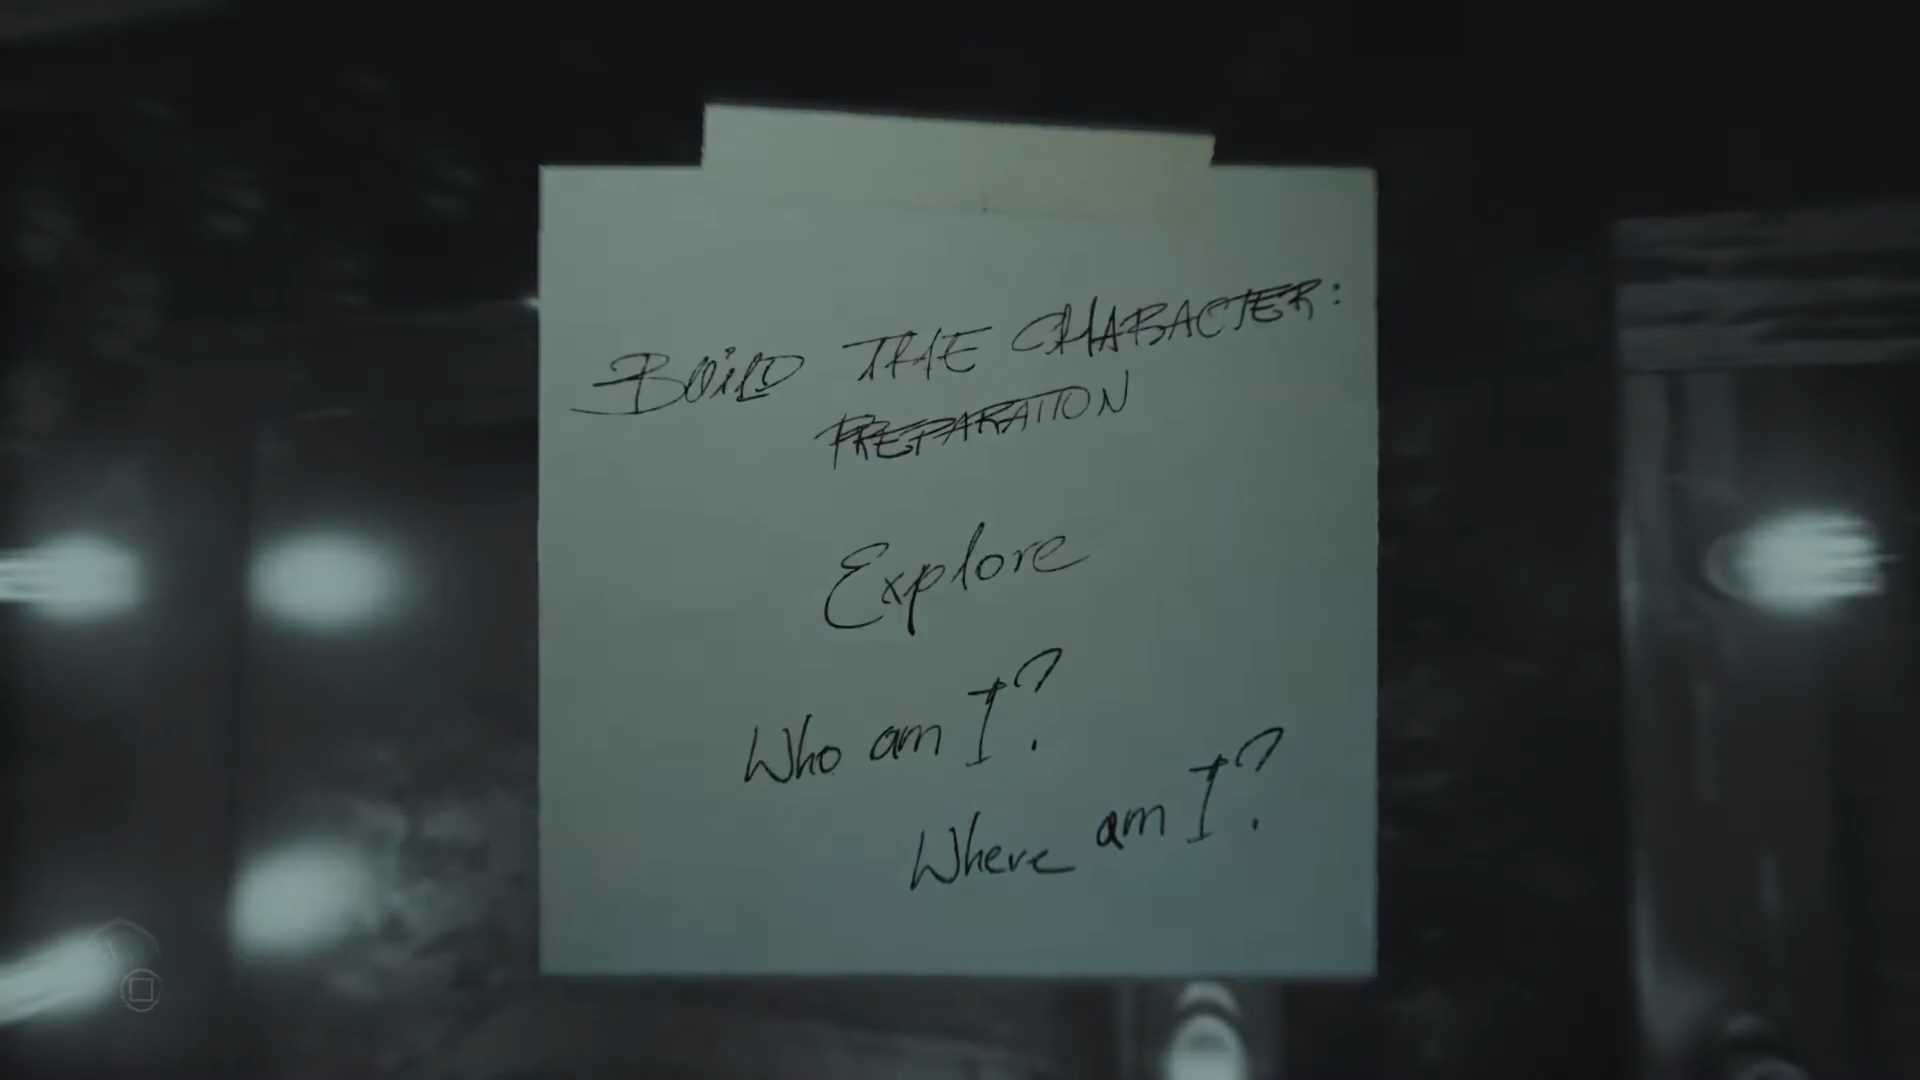 BUILD THE CHARACTER:
PREPARATION
Explore
Who am I?
Where am I?